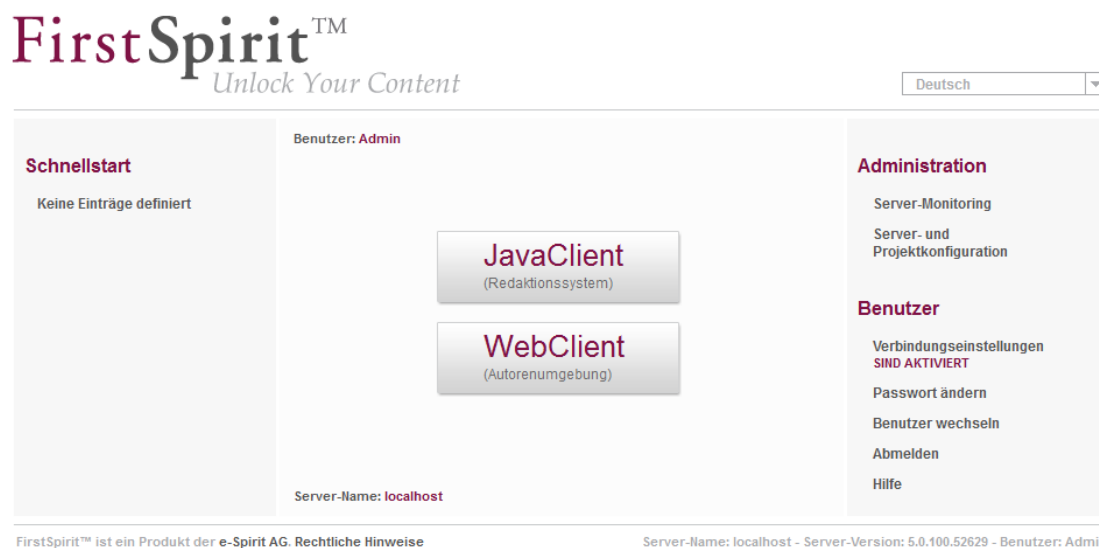 FirstSpirit™
Unlock Your Content
Deutsch
Schnellstart
Keine Einträge definiert
Benutzer: Admin
JavaClient
(Redaktionssystem)
WebClient
(Autorenumgebung)
Server-Name: localhost
Administration
Server-Monitoring
Server- und
Projektkonfiguration
Benutzer
Verbindungseinstellungen
SIND AKTIVIERT
Passwort ändern
Benutzer wechseln
Abmelden
Hilfe
FirstSpirit™ ist ein Produkt der e-Spirit AG. Rechtliche Hinweise
Server-Name: localhost - Server-Version: 5.0.100.52629 - Benutzer: Admi